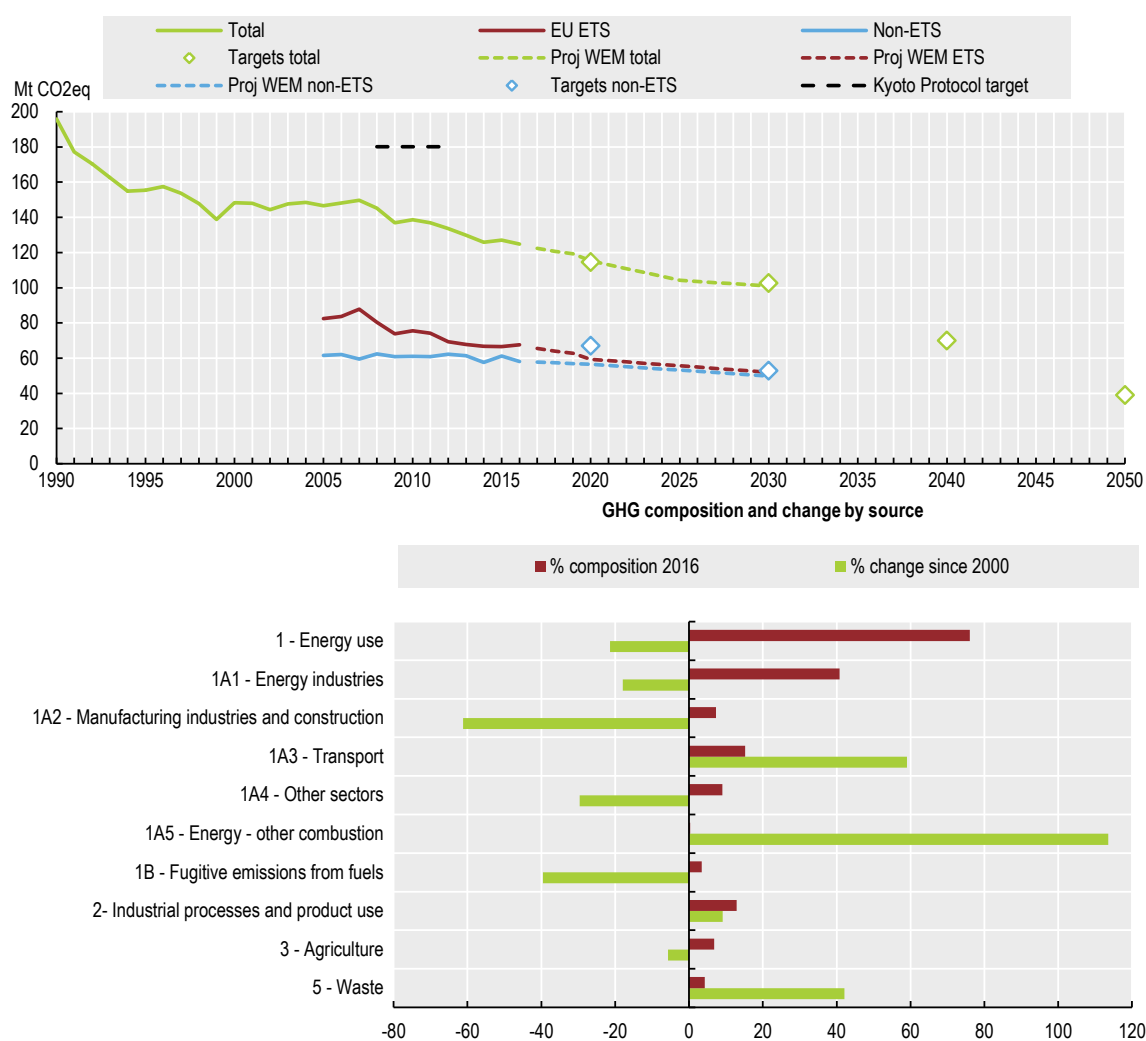 Total EU ETS Non-ETS
Targets total Proj WEM total Proj WEM ETS
Proj WEM non-ETS Targets non-ETS Kyoto Protocol target
Mt CO2eq
200
180
160
140
120
100
80
60
40
20
0
1990 1995 2000 2005 2010 2015 2020 2025 2030 2035 2040 2045 2050
GHG composition and change by source
% composition 2016 % change since 2000
1 - Energy use
1A1 - Energy industries
1A2 - Manufacturing industries and construction
1A3 - Transport
1A4 - Other sectors
1A5 - Energy - other combustion
1B - Fugitive emissions from fuels
2- Industrial processes and product use
3 - Agriculture
5 - Waste
-80 -60 -40 -20 0 20 40 60 80 100 120